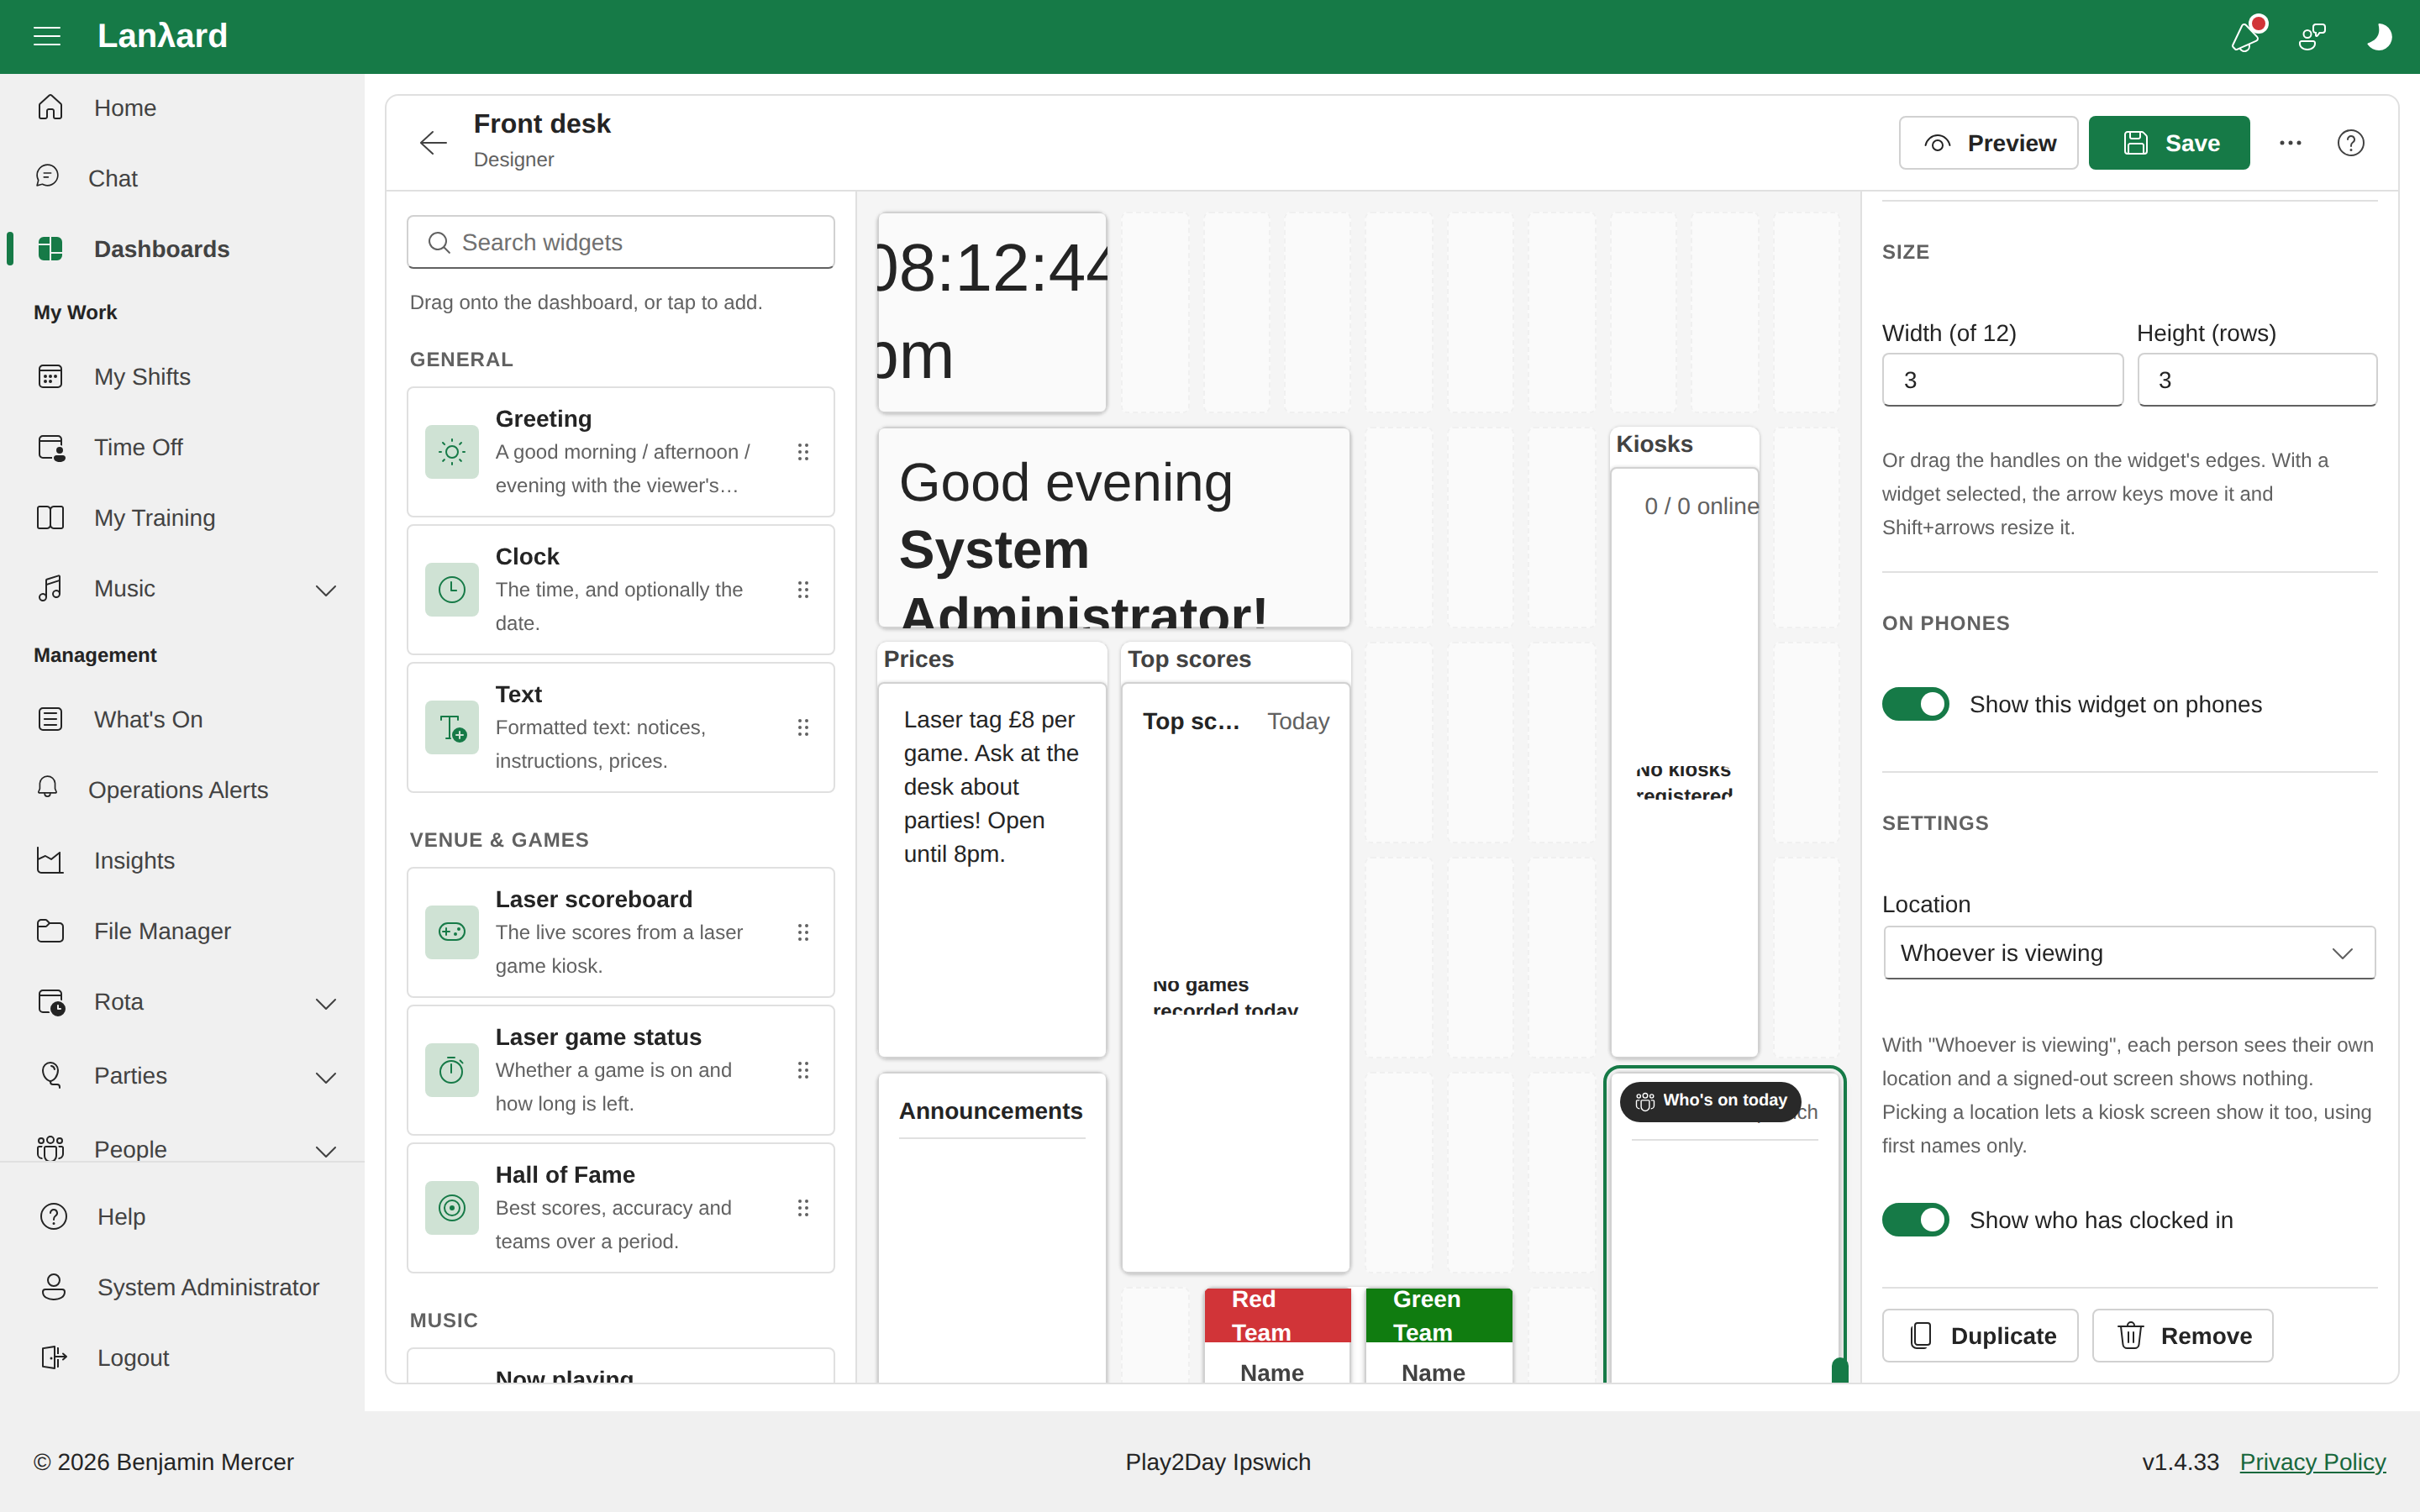 Lanλard
Home
Chat
Dashboards
My Work
My Shifts
Time Off
My Training
Music
Management
What's On
Operations Alerts
Insights
File Manager
Rota
Parties
People
Help
System Administrator
Logout
Front desk
Designer
Preview
Save
Search widgets
Drag onto the dashboard, or tap to add.
GENERAL
Greeting
A good morning / afternoon /
evening with the viewer's…
Clock
The time, and optionally the
date.
Text
Formatted text: notices,
instructions, prices.
VENUE & GAMES
Laser scoreboard
The live scores from a laser
game kiosk.
Laser game status
Whether a game is on and
how long is left.
Hall of Fame
Best scores, accuracy and
teams over a period.
MUSIC
Now playing
08:12:44
pm
Good evening
System
Administrator!
Kiosks
0 / 0 online
No kiosks
registered
Prices
Laser tag £8 per
game. Ask at the
desk about
parties! Open
until 8pm.
Top scores
Top sc… Today
No games
recorded today
Announcements
Who's on today
Red
Team
Name
Green
Team
Name
SIZE
Width (of 12)
3
Height (rows)
3
Or drag the handles on the widget's edges. With a
widget selected, the arrow keys move it and
Shift+arrows resize it.
ON PHONES
Show this widget on phones
SETTINGS
Location
Whoever is viewing
With "Whoever is viewing", each person sees their own
location and a signed-out screen shows nothing.
Picking a location lets a kiosk screen show it too, using
first names only.
Show who has clocked in
Duplicate
Remove
© 2026 Benjamin Mercer
Play2Day Ipswich
v1.4.33 Privacy Policy